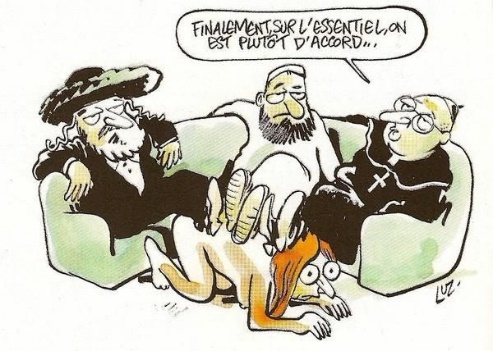 FINALEMENT, SUR L'ESSENTIEL, ON
EST PLUTÔT D'ACCORD...
LUZ.